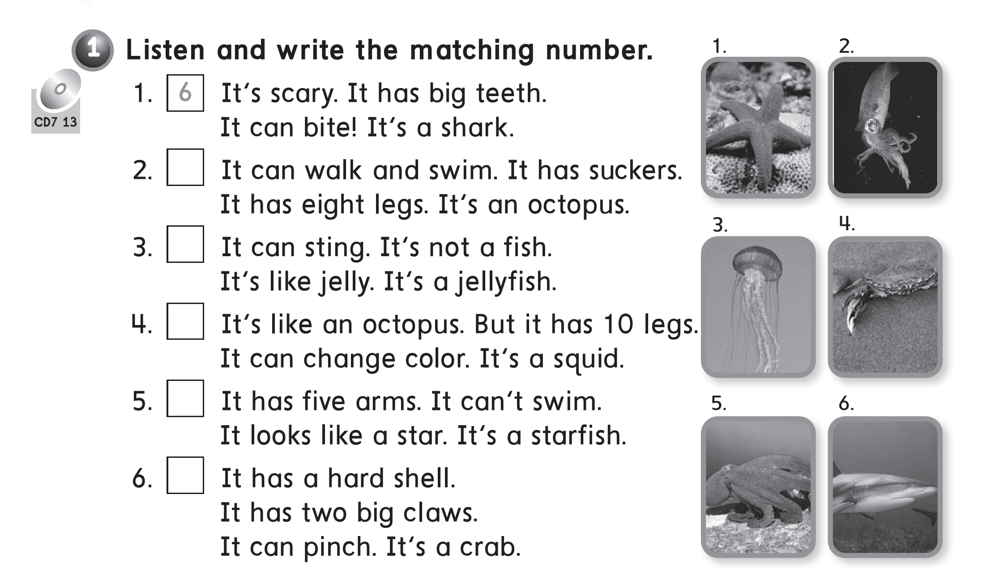 1 Listen and write the matching number.
CD7 13
1. 6 It's scary. It has big teeth.
It can bite! It's a shark.
2. It can walk and swim. It has suckers.
It has eight legs. It's an octopus.
3. It can sting. It's not a fish.
It's like jelly. It's a jellyfish.
4. It's like an octopus. But it has 10 legs.
It can change color. It's a squid.
5. It has five arms. It can't swim.
It looks like a star. It's a starfish.
6. It has a hard shell.
It has two big claws.
It can pinch. It's a crab.
1. 2.
3. 4.
5. 6.